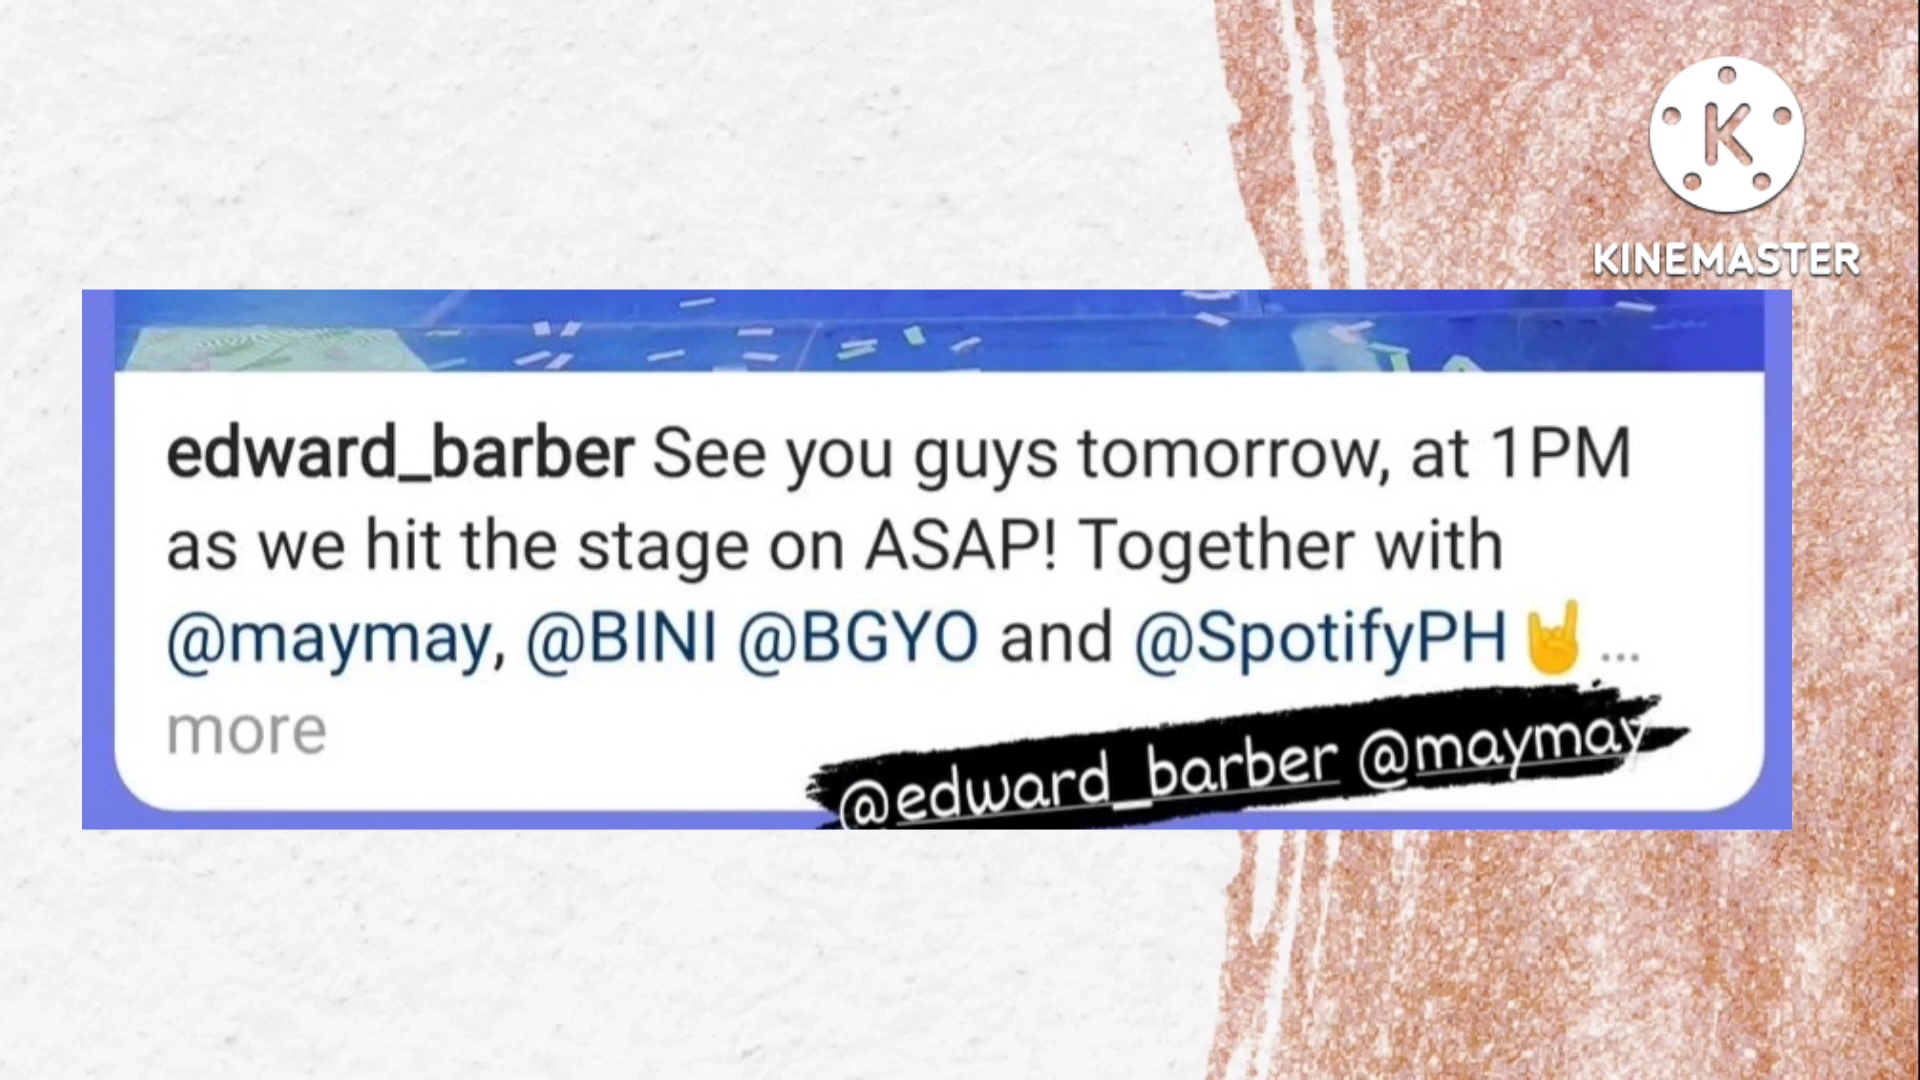 K
KINEMASTER
edward_barber See you guys tomorrow, at 1PM
as we hit the stage on ASAP! Together with
@maymay, @BINI @BGYO and @SpotifyPH🤘...
more
@edward_barber @maymay